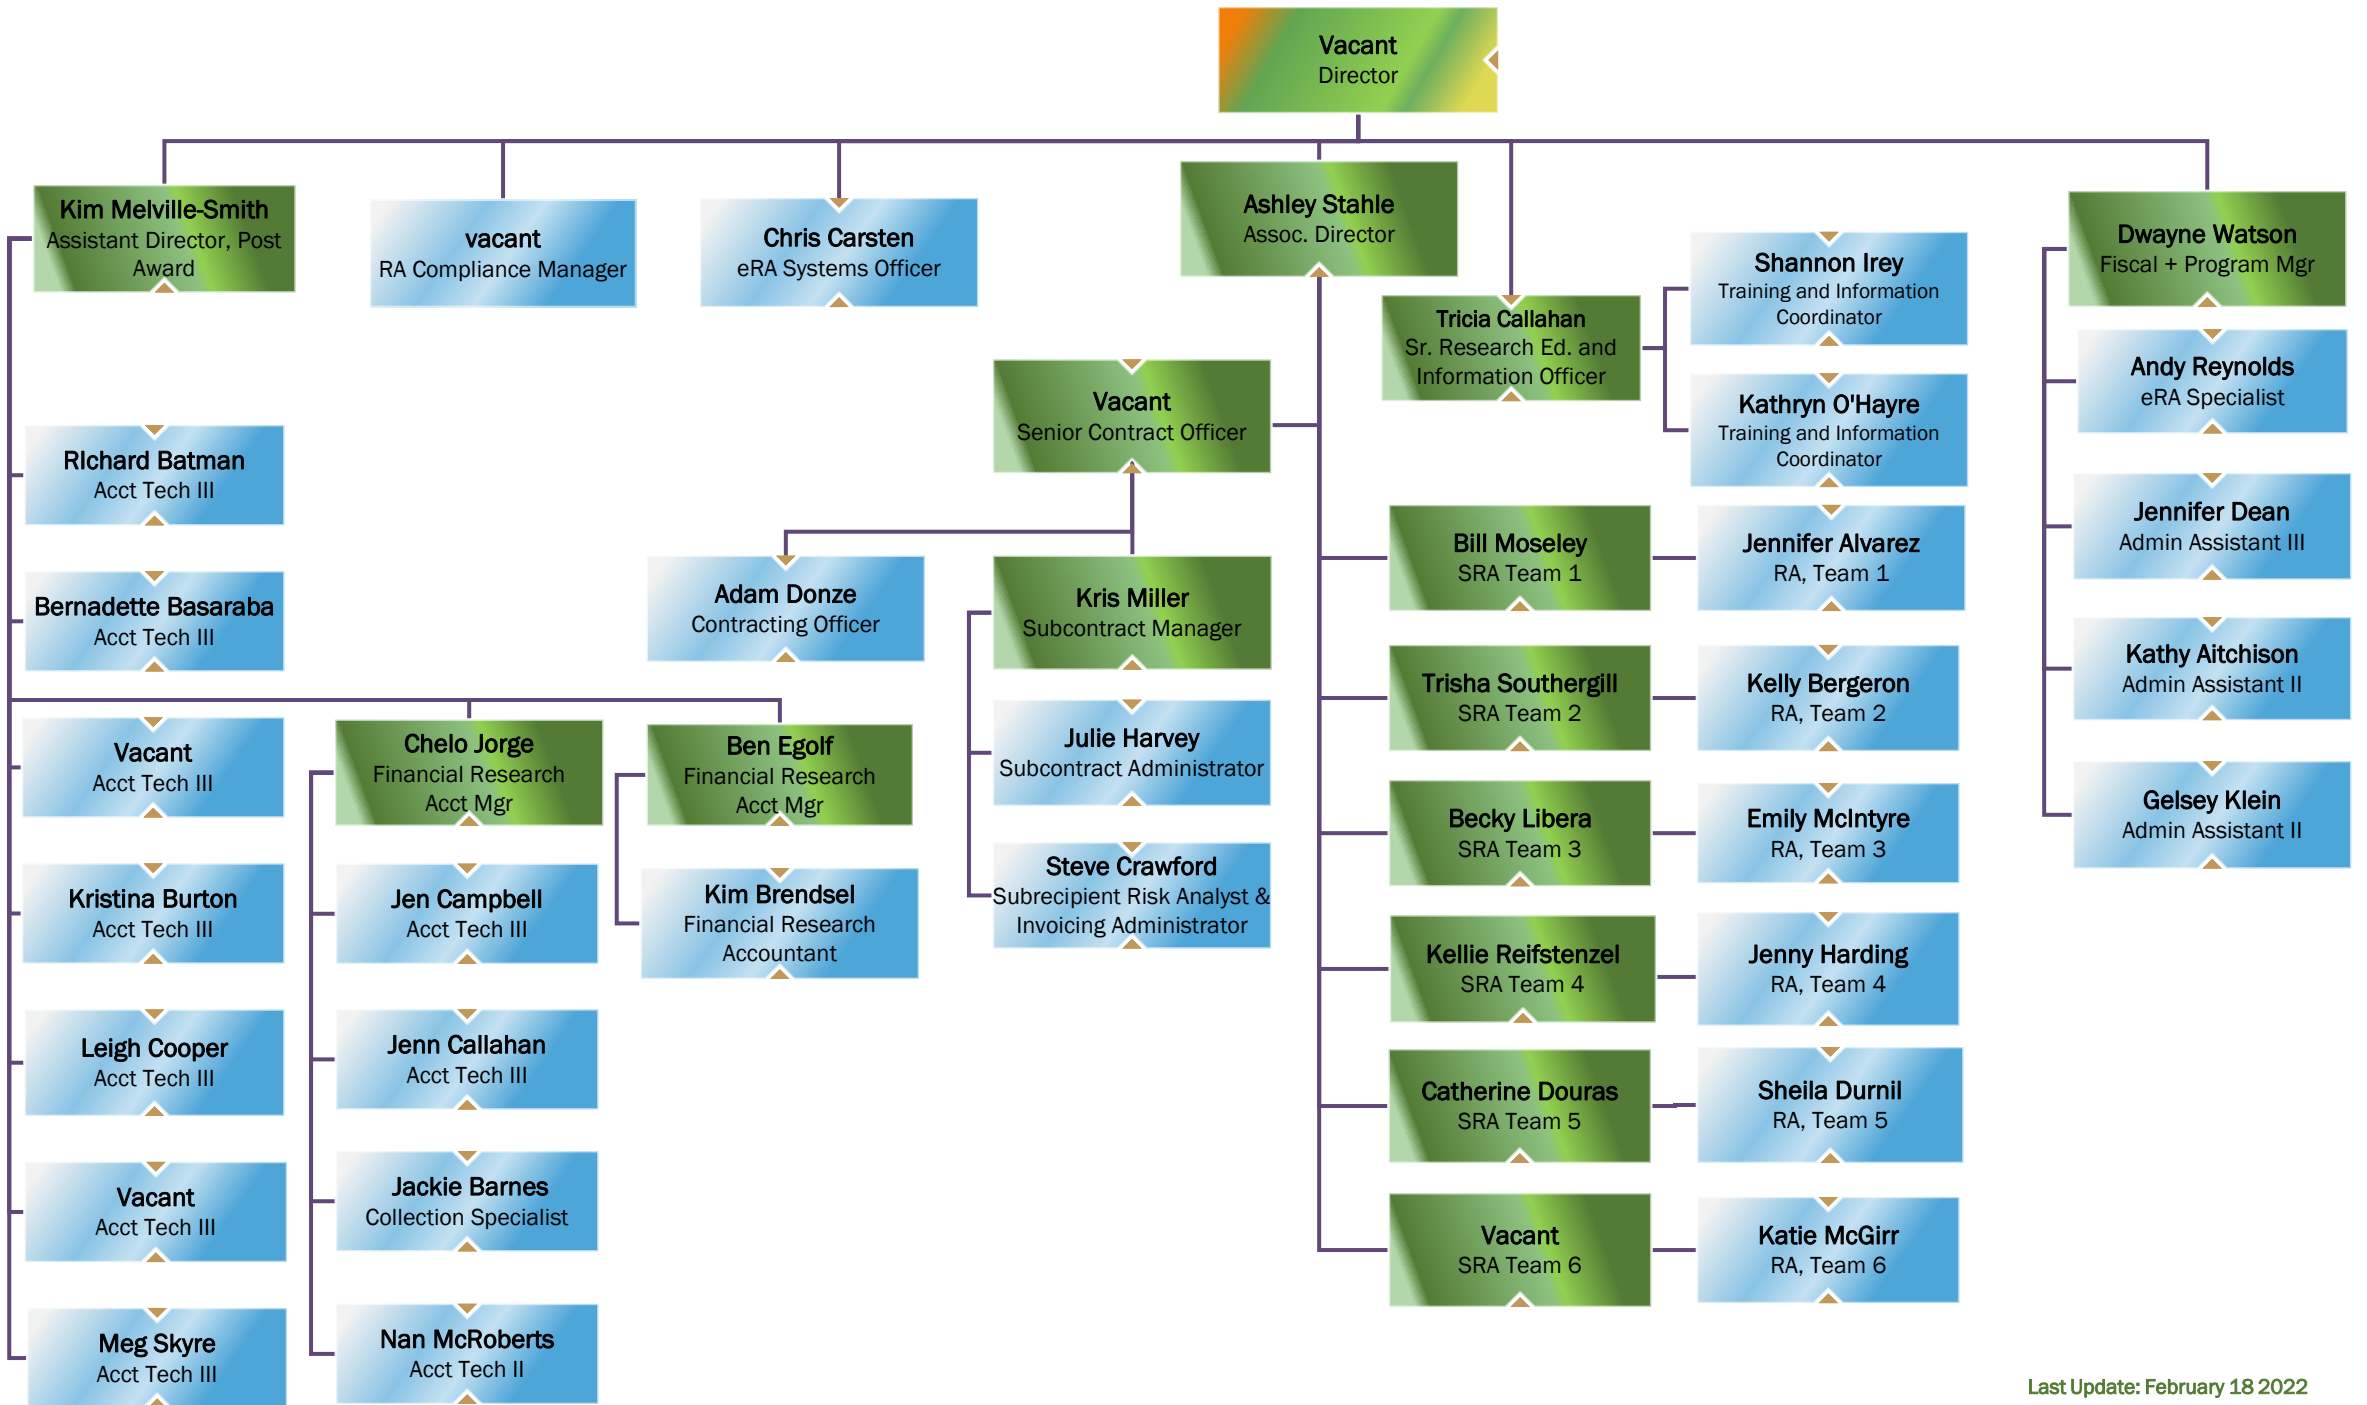 Vacant
Director
Kim Melville-Smith
Assistant Director, Post
Award
vacant
RA Compliance Manager
Chris Carsten
eRA Systems Officer
Ashley Stahle
Assoc. Director
Tricia Callahan
Sr. Research Ed. and
Information Officer
Shannon Irey
Training and Information
Coordinator
Kathryn O'Hayre
Training and Information
Coordinator
Dwayne Watson
Fiscal + Program Mgr
Andy Reynolds
eRA Specialist
Jennifer Dean
Admin Assistant III
Kathy Aitchison
Admin Assistant II
Gelsey Klein
Admin Assistant II
Vacant
Senior Contract Officer
Adam Donze
Contracting Officer
Kris Miller
Subcontract Manager
Julie Harvey
Subcontract Administrator
Steve Crawford
Subrecipient Risk Analyst &
Invoicing Administrator
Bill Moseley
SRA Team 1
Jennifer Alvarez
RA, Team 1
Trisha Southergill
SRA Team 2
Kelly Bergeron
RA, Team 2
Becky Libera
SRA Team 3
Emily McIntyre
RA, Team 3
Kellie Reifstenzel
SRA Team 4
Jenny Harding
RA, Team 4
Catherine Douras
SRA Team 5
Sheila Durnil
RA, Team 5
Vacant
SRA Team 6
Katie McGirr
RA, Team 6
RIchard Batman
Acct Tech III
Bernadette Basaraba
Acct Tech III
Vacant
Acct Tech III
Kristina Burton
Acct Tech III
Leigh Cooper
Acct Tech III
Vacant
Acct Tech III
Meg Skyre
Acct Tech III
Chelo Jorge
Financial Research
Acct Mgr
Jen Campbell
Acct Tech III
Jenn Callahan
Acct Tech III
Jackie Barnes
Collection Specialist
Nan McRoberts
Acct Tech II
Ben Egolf
Financial Research
Acct Mgr
Kim Brendsel
Financial Research
Accountant
Last Update: February 18 2022